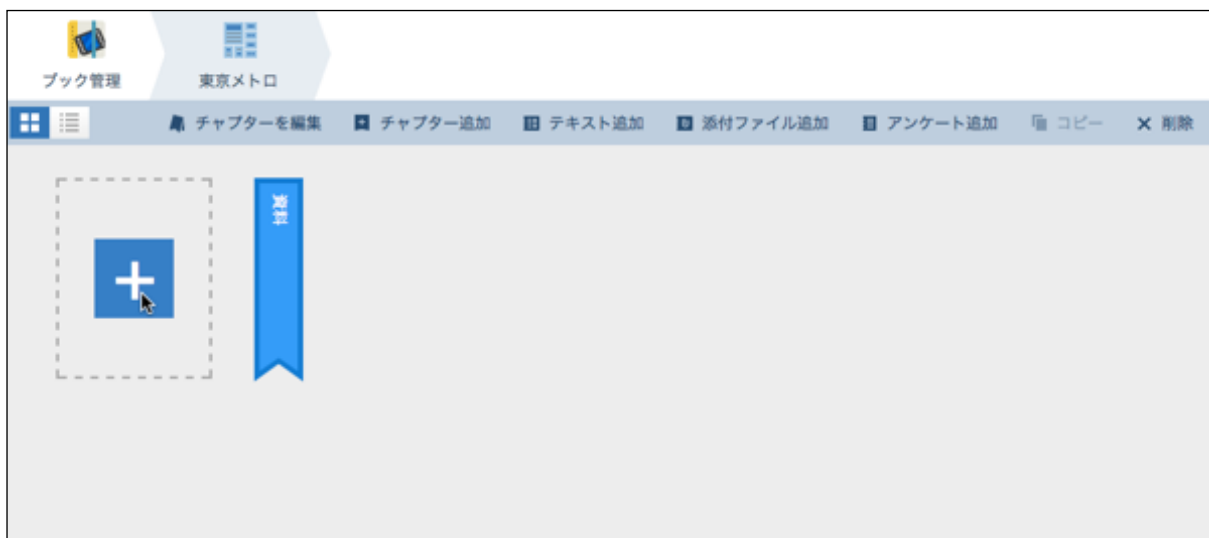 ブック管理
東京メトロ
チャプターを編集 チャプター追加 テキスト追加 添付ファイル追加 アンケート追加 コピー 削除